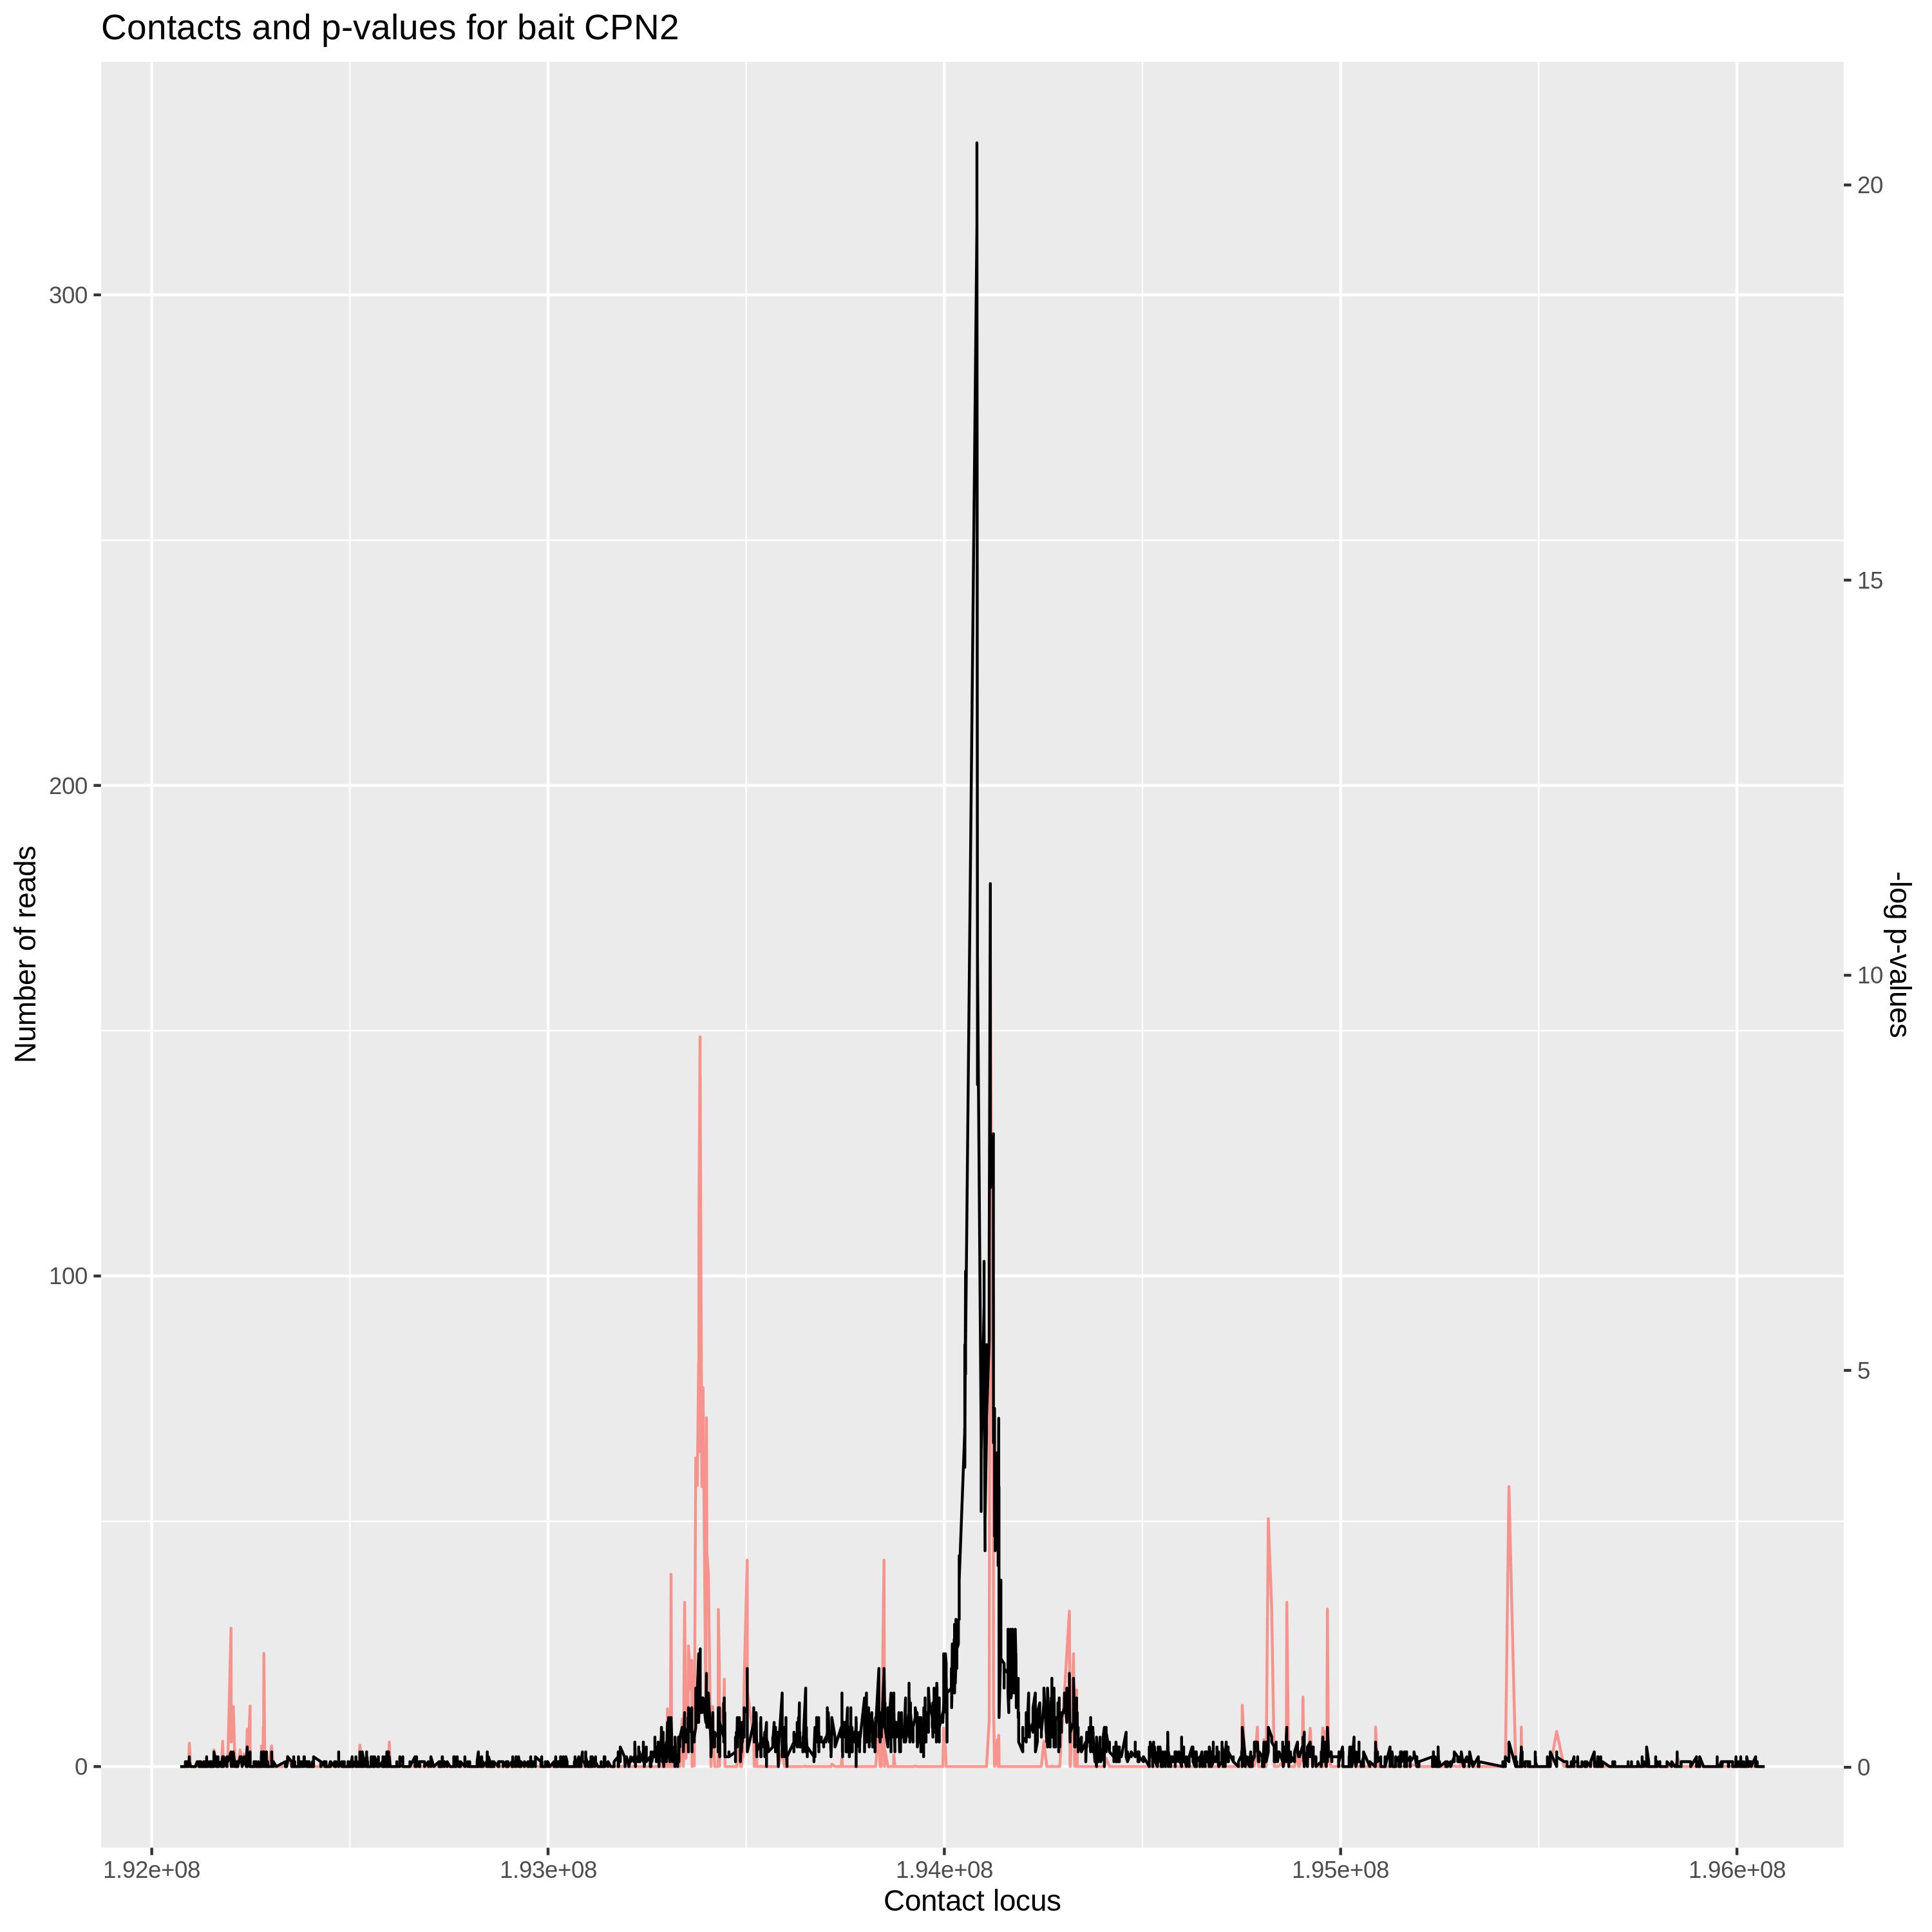 Contacts and p-values for bait CPN2
300
200
100
0
Number of reads
20
15
10
5
0
-log p-values
1.92e+08
1.93e+08
1.94e+08
1.95e+08
1.96e+08
Contact locus